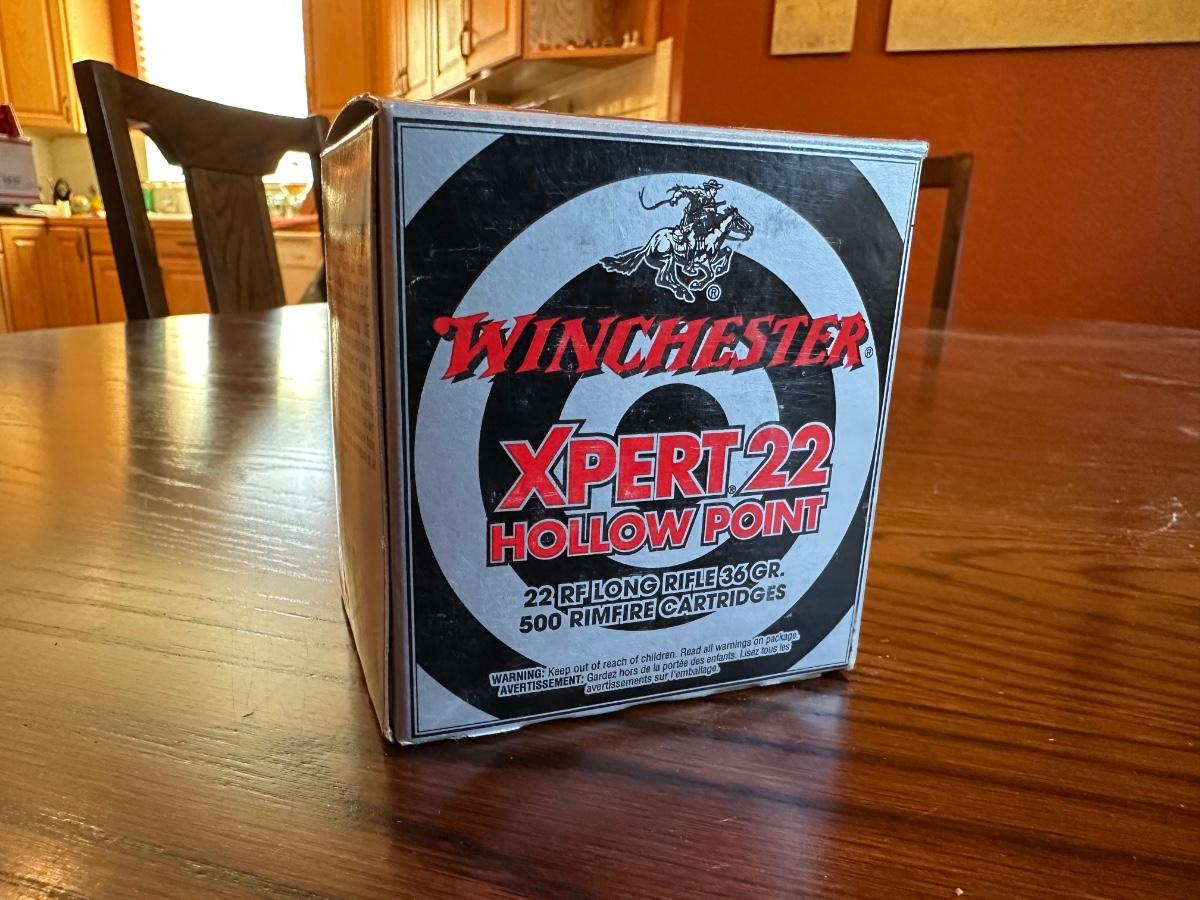 ®
WINCHESTER®
XPERT®22
HOLLOW POINT
22 RF LONG RIFLE 36 GR.
500 RIMFIRE CARTRIDGES
WARNING: Keep out of reach of children. Read all warnings on package.
AVERTISSEMENT: Gardez hors de la portée des enfants. Lisez tous les
avertissements sur l'emballage.